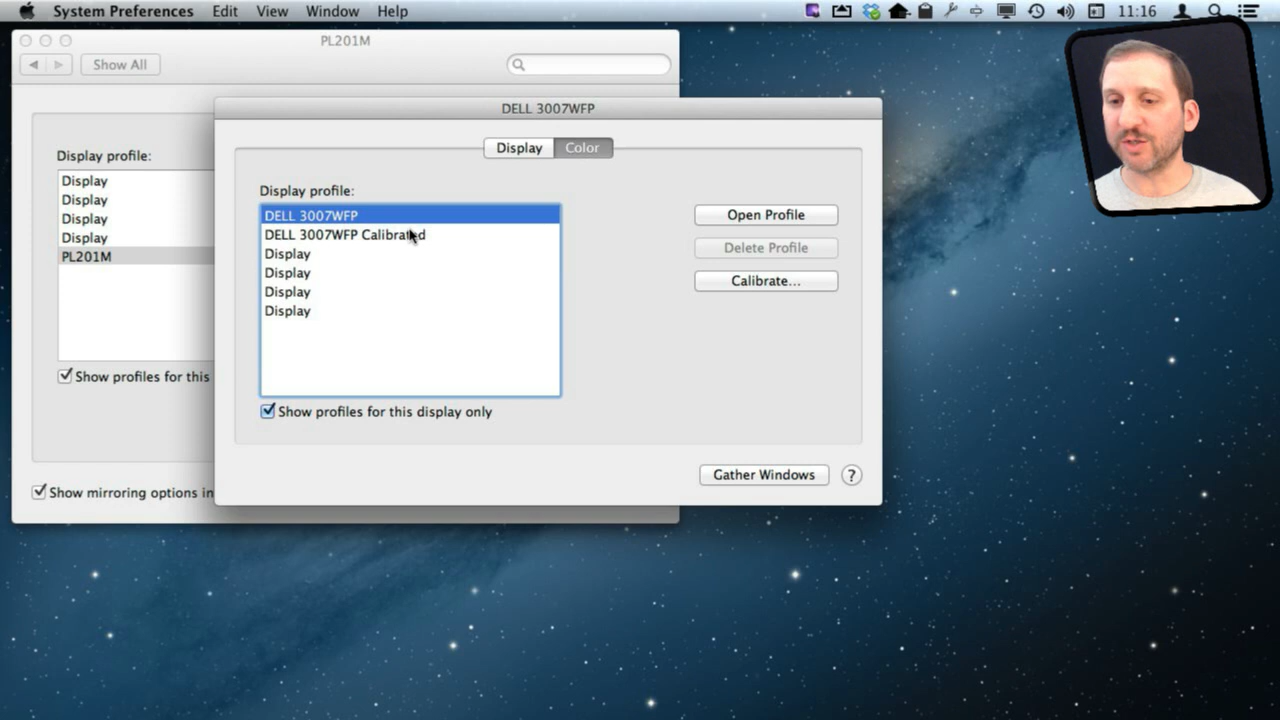 System Preferences Edit View Window Help 11:16
PL201M
Show All
Display profile:
Display
Display
Display
Display
PL201M
Show profiles for this
Show mirroring options in
DELL 3007WFP
Display Color
Display profile:
DELL 3007WFP
DELL 3007WFP Calibrated
Display
Display
Display
Display
Show profiles for this display only
Open Profile
Delete Profile
Calibrate...
Gather Windows ?